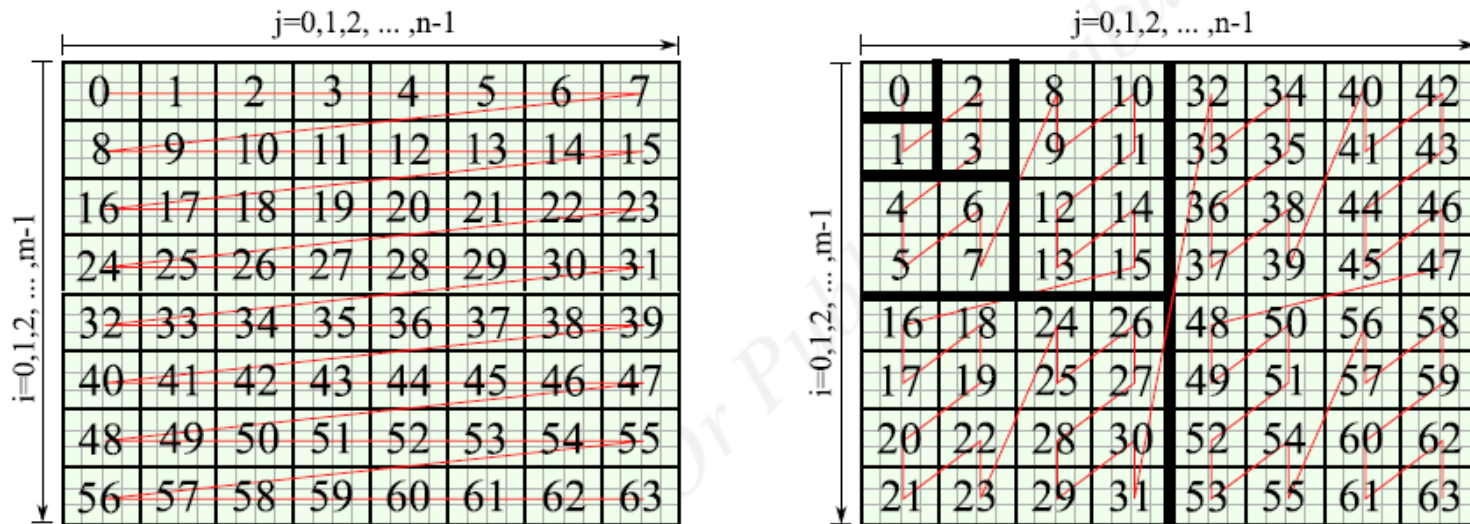 j=0,1,2, ... ,n-1
i=0,1,2, ... ,m-1
0 1 2 3 4 5 6 7
8 9 10 11 12 13 14 15
16 17 18 19 20 21 22 23
24 25 26 27 28 29 30 31
32 33 34 35 36 37 38 39
40 41 42 43 44 45 46 47
48 49 50 51 52 53 54 55
56 57 58 59 60 61 62 63
j=0,1,2, ... ,n-1
i=0,1,2, ... ,m-1
0 2 8 10 32 34 40 42
1 3 9 11 33 35 41 43
4 6 12 14 36 38 44 46
5 7 13 15 37 39 45 47
16 18 24 26 48 50 56 58
17 19 25 27 49 51 57 59
20 22 28 30 52 54 60 62
21 23 29 31 53 55 61 63